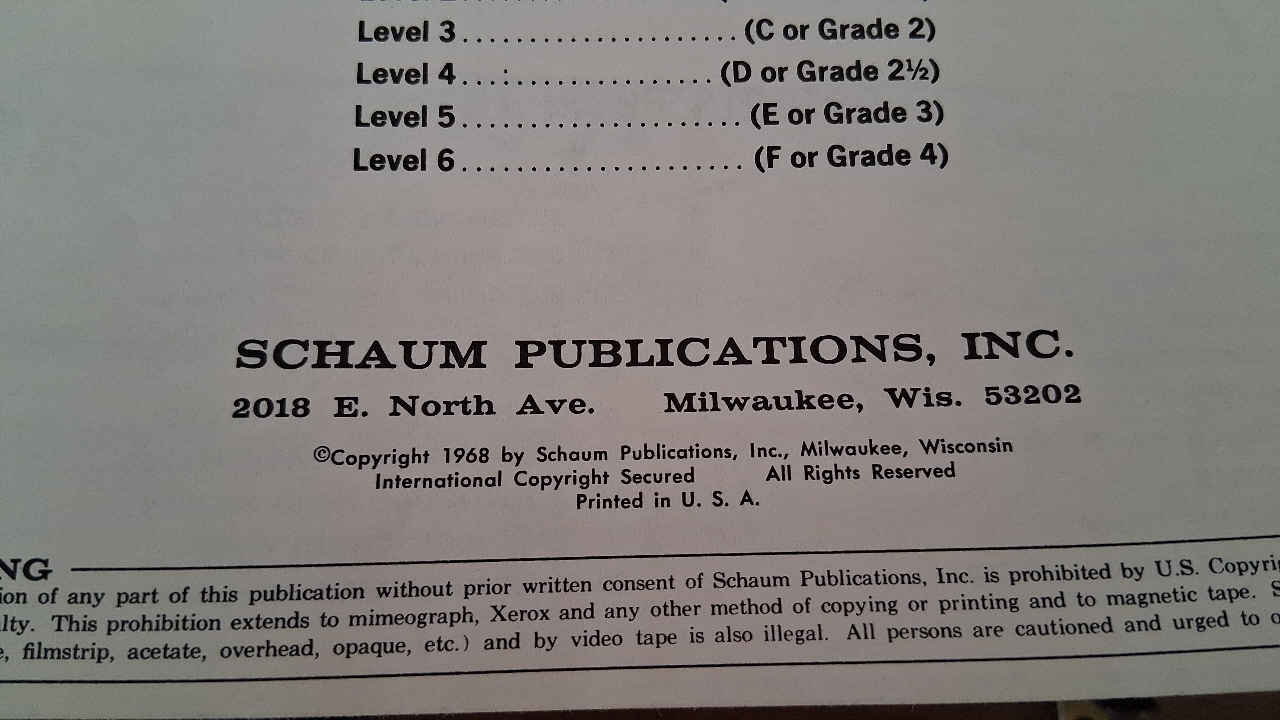 Level 3......................(C or Grade 2)
Level 4...:...............(D or Grade 2½)
Level 5.....................(E or Grade 3)
Level 6.....................(F or Grade 4)
SCHAUM PUBLICATIONS, INC.
2018 E. North Ave. Milwaukee, Wis. 53202
©Copyright 1968 by Schaum Publications, Inc., Milwaukee, Wisconsin
International Copyright Secured All Rights Reserved
Printed in U. S. A.
NG
ion of any part of this publication without prior written consent of Schaum Publications, Inc. is prohibited by U.S. Copyri
lty. This prohibition extends to mimeograph, Xerox and any other method of copying or printing and to magnetic tape. S
e, filmstrip, acetate, overhead, opaque, etc.) and by video tape is also illegal. All persons are cautioned and urged to o